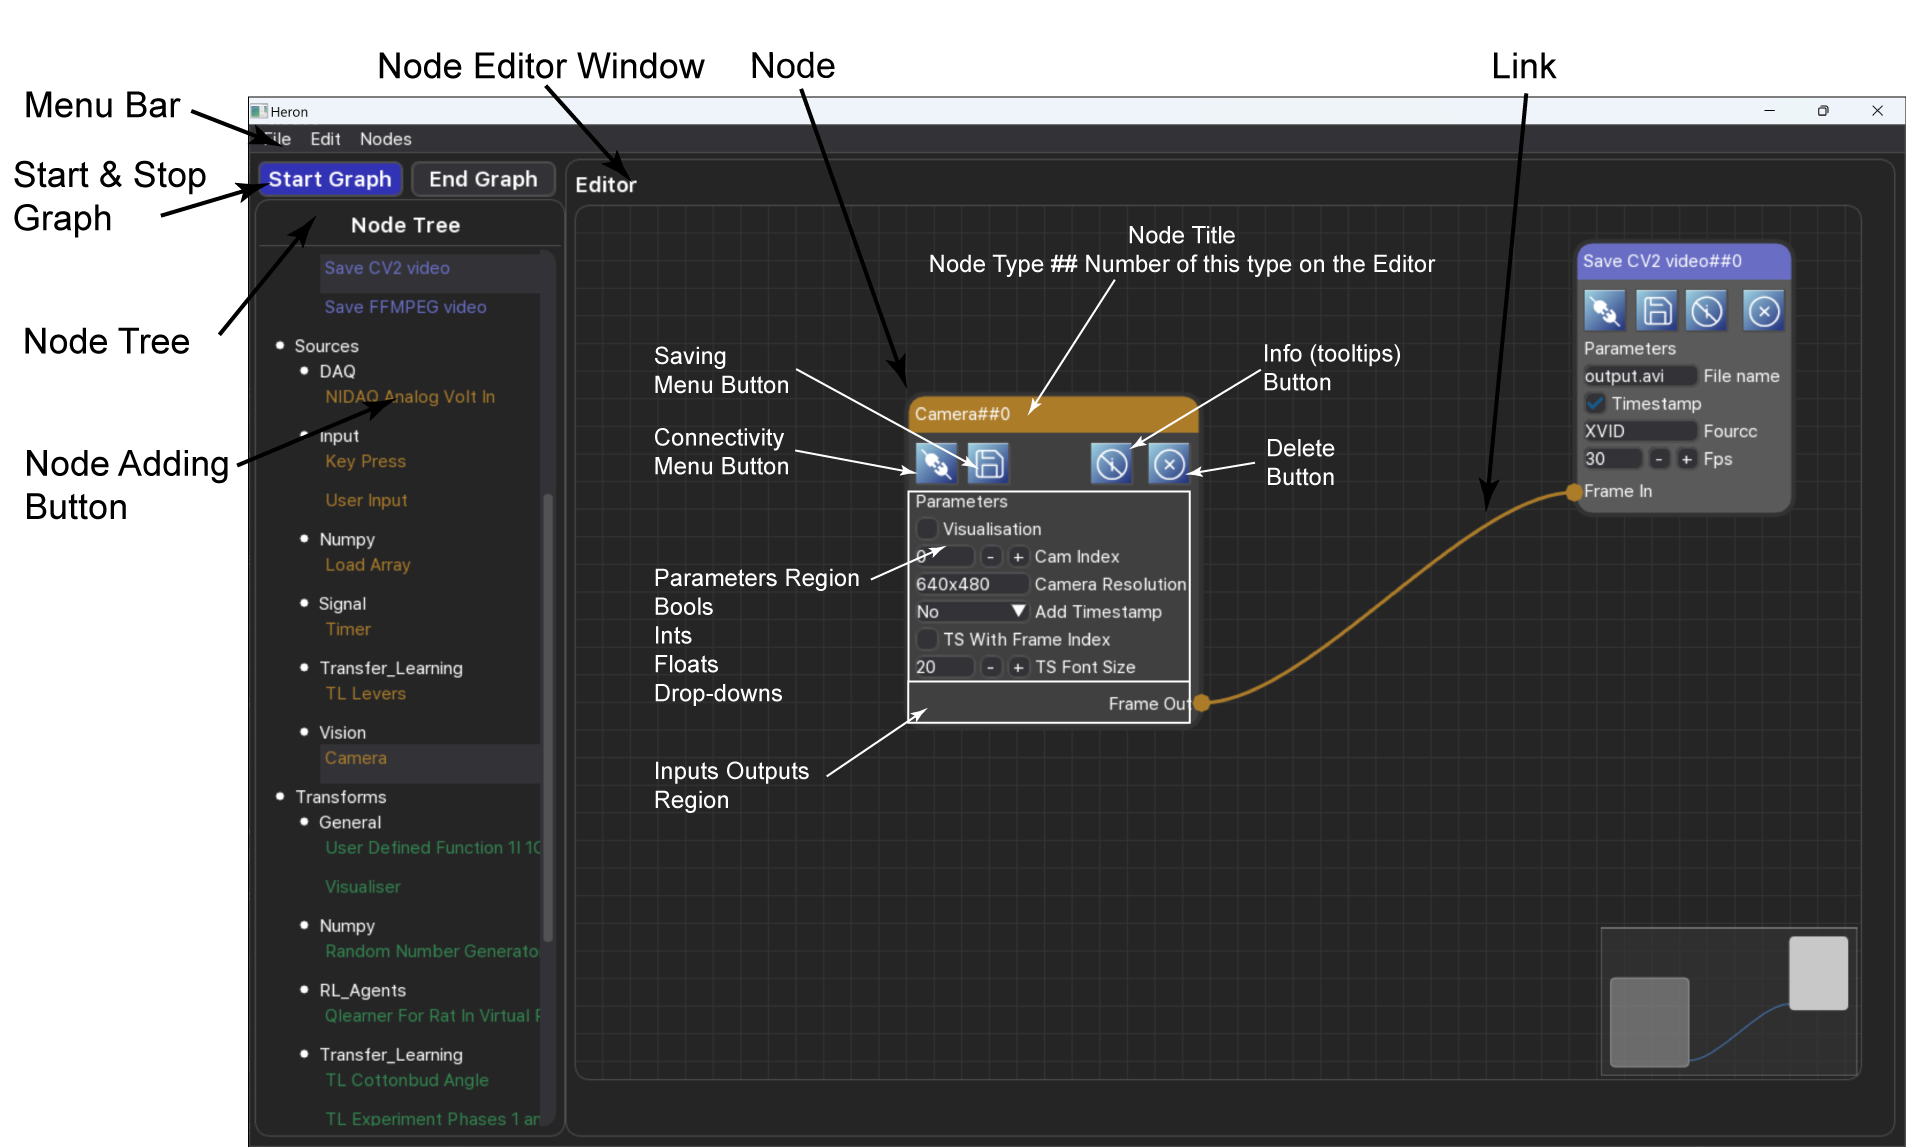 Node Editor Window
Node
Link
Menu Bar
Start & Stop
Graph
Node Tree
Node Adding
Button
Heron
File Edit Nodes
Start Graph
End Graph
Node Tree
Save CV2 video
Save FFMPEG video
Sources
DAQ
NIDAQ Analog Volt In
Input
Key Press
User Input
Numpy
Load Array
Signal
Timer
Transfer_Learning
TL Levers
Vision
Camera
Transforms
General
User Defined Function 1I 1O
Visualiser
Numpy
Random Number Generato
RL_Agents
Qlearner For Rat In Virtual
Transfer_Learning
TL Cottonbud Angle
TL Experiment Phases 1 an
Editor
Node Title
Node Type ## Number of this type on the Editor
Saving
Menu Button
Connectivity
Menu Button
Info (tooltips)
Button
Delete
Button
Parameters Region
Bools
Ints
Floats
Drop-downs
Inputs Outputs
Region
Camera##0
Parameters
Visualisation
0 - + Cam Index
640x480 Camera Resolution
No Add Timestamp
TS With Frame Index
20 - + TS Font Size
Frame Out
Save CV2 video##0
Parameters
output.avi File name
Timestamp
XVID Fourcc
30 - + Fps
Frame In